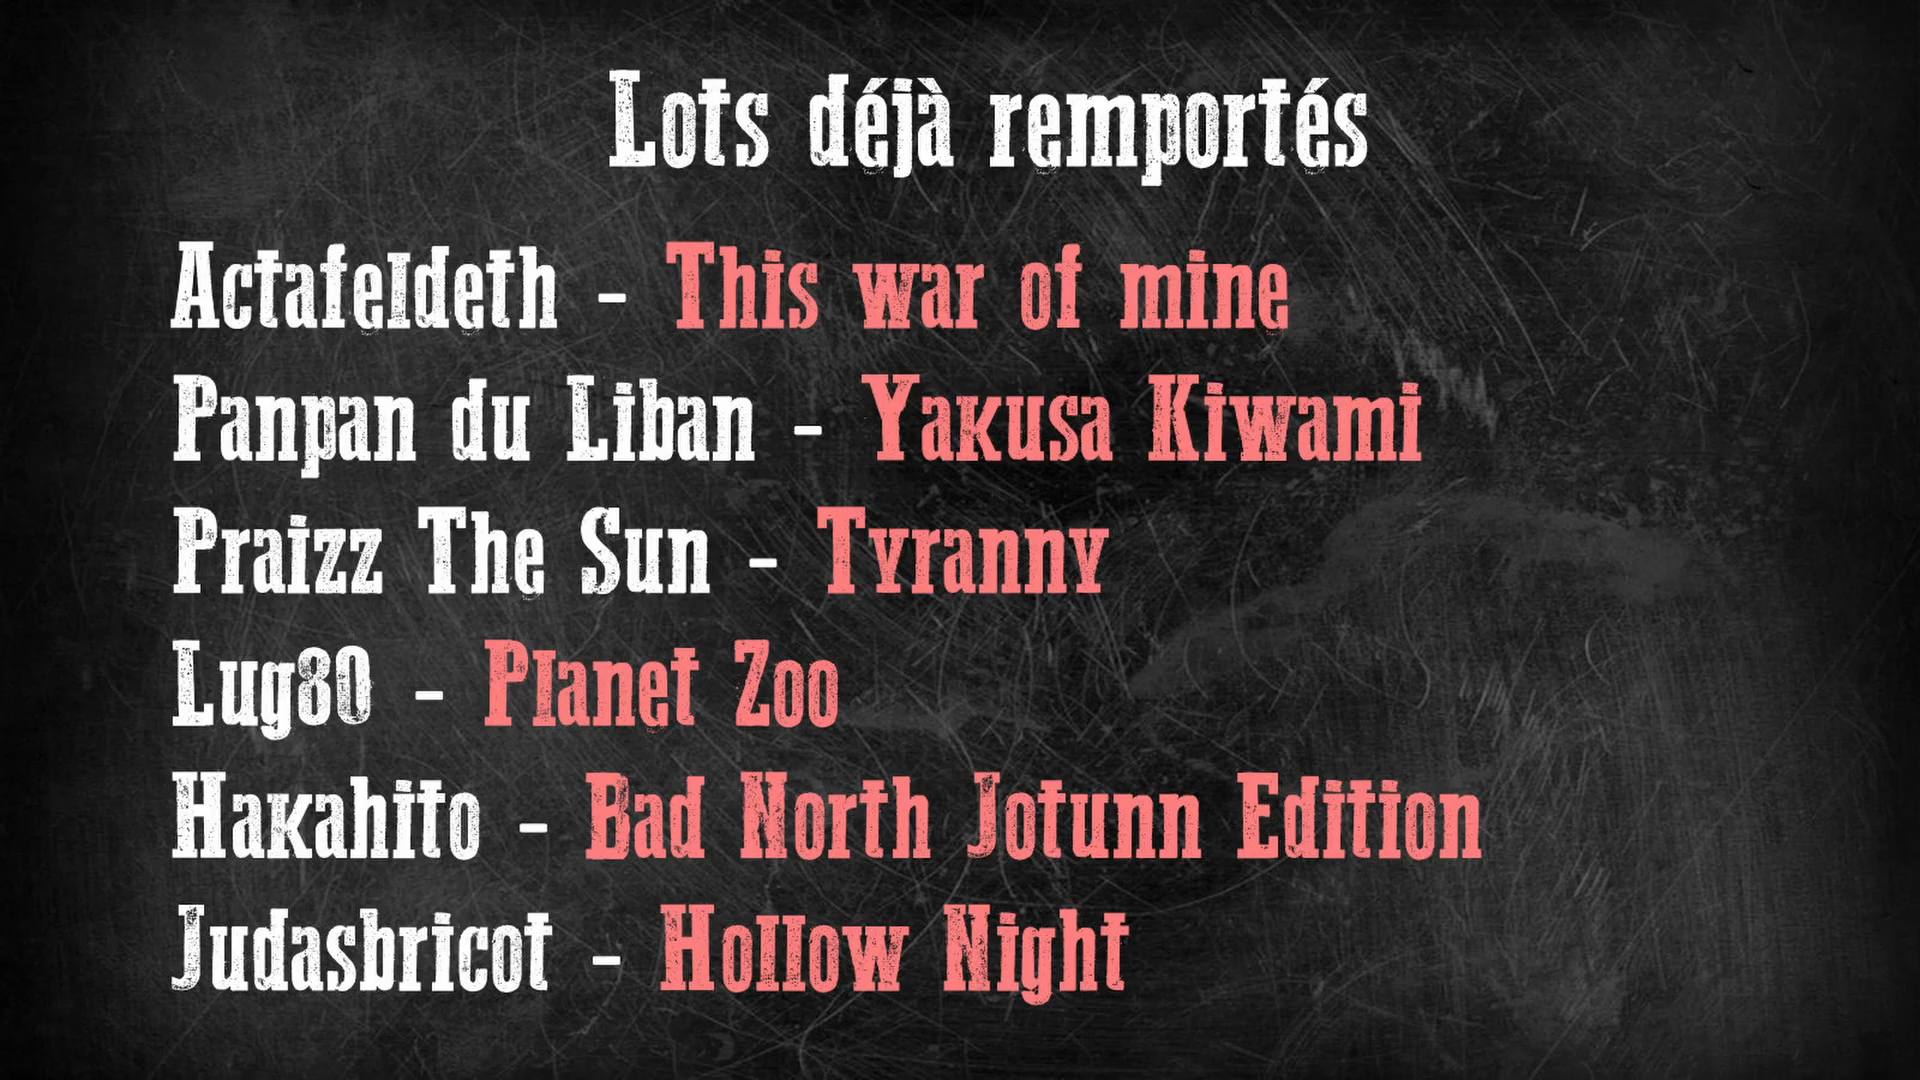 Lots déjà remportés
Actafeldeth - This war of mine
Panpan du Liban - Yakusa Kiwami
Praizz The Sun - Tyranny
Lug80 - Planet Zoo
Hakahito - Bad North Jotunn Edition
Judasbricot - Hollow Night